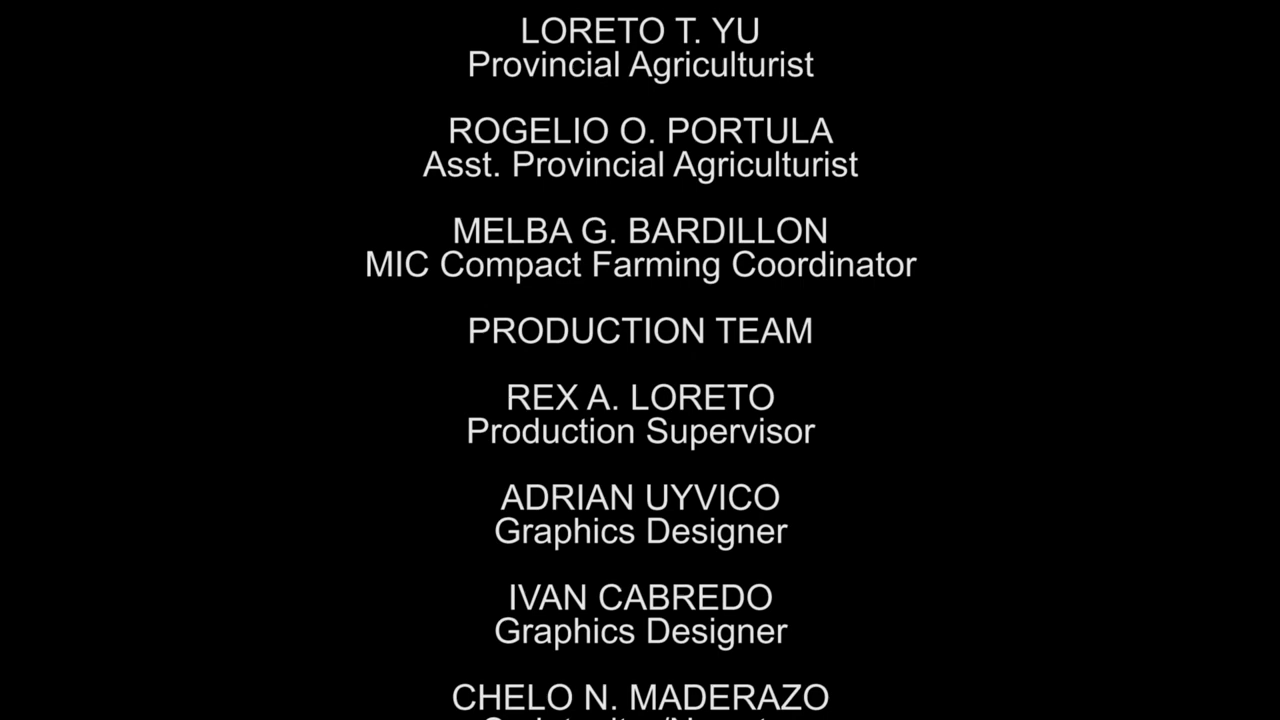 LORETO T. YU
Provincial Agriculturist
ROGELIO O. PORTULA
Asst. Provincial Agriculturist
MELBA G. BARDILLON
MIC Compact Farming Coordinator
PRODUCTION TEAM
REX A. LORETO
Production Supervisor
ADRIAN UYVICO
Graphics Designer
IVAN CABREDO
Graphics Designer
CHELO N. MADERAZO